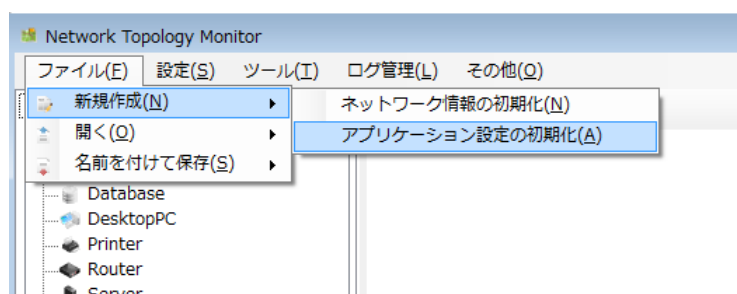 Network Topology Monitor
ファイル(F) 設定(S) ツール(T) ログ管理(L) その他(O)
新規作成(N)
ネットワーク情報の初期化(N)
開く(O)
アプリケーション設定の初期化(A)
名前を付けて保存(S)
Database
DesktopPC
Printer
Router
Server